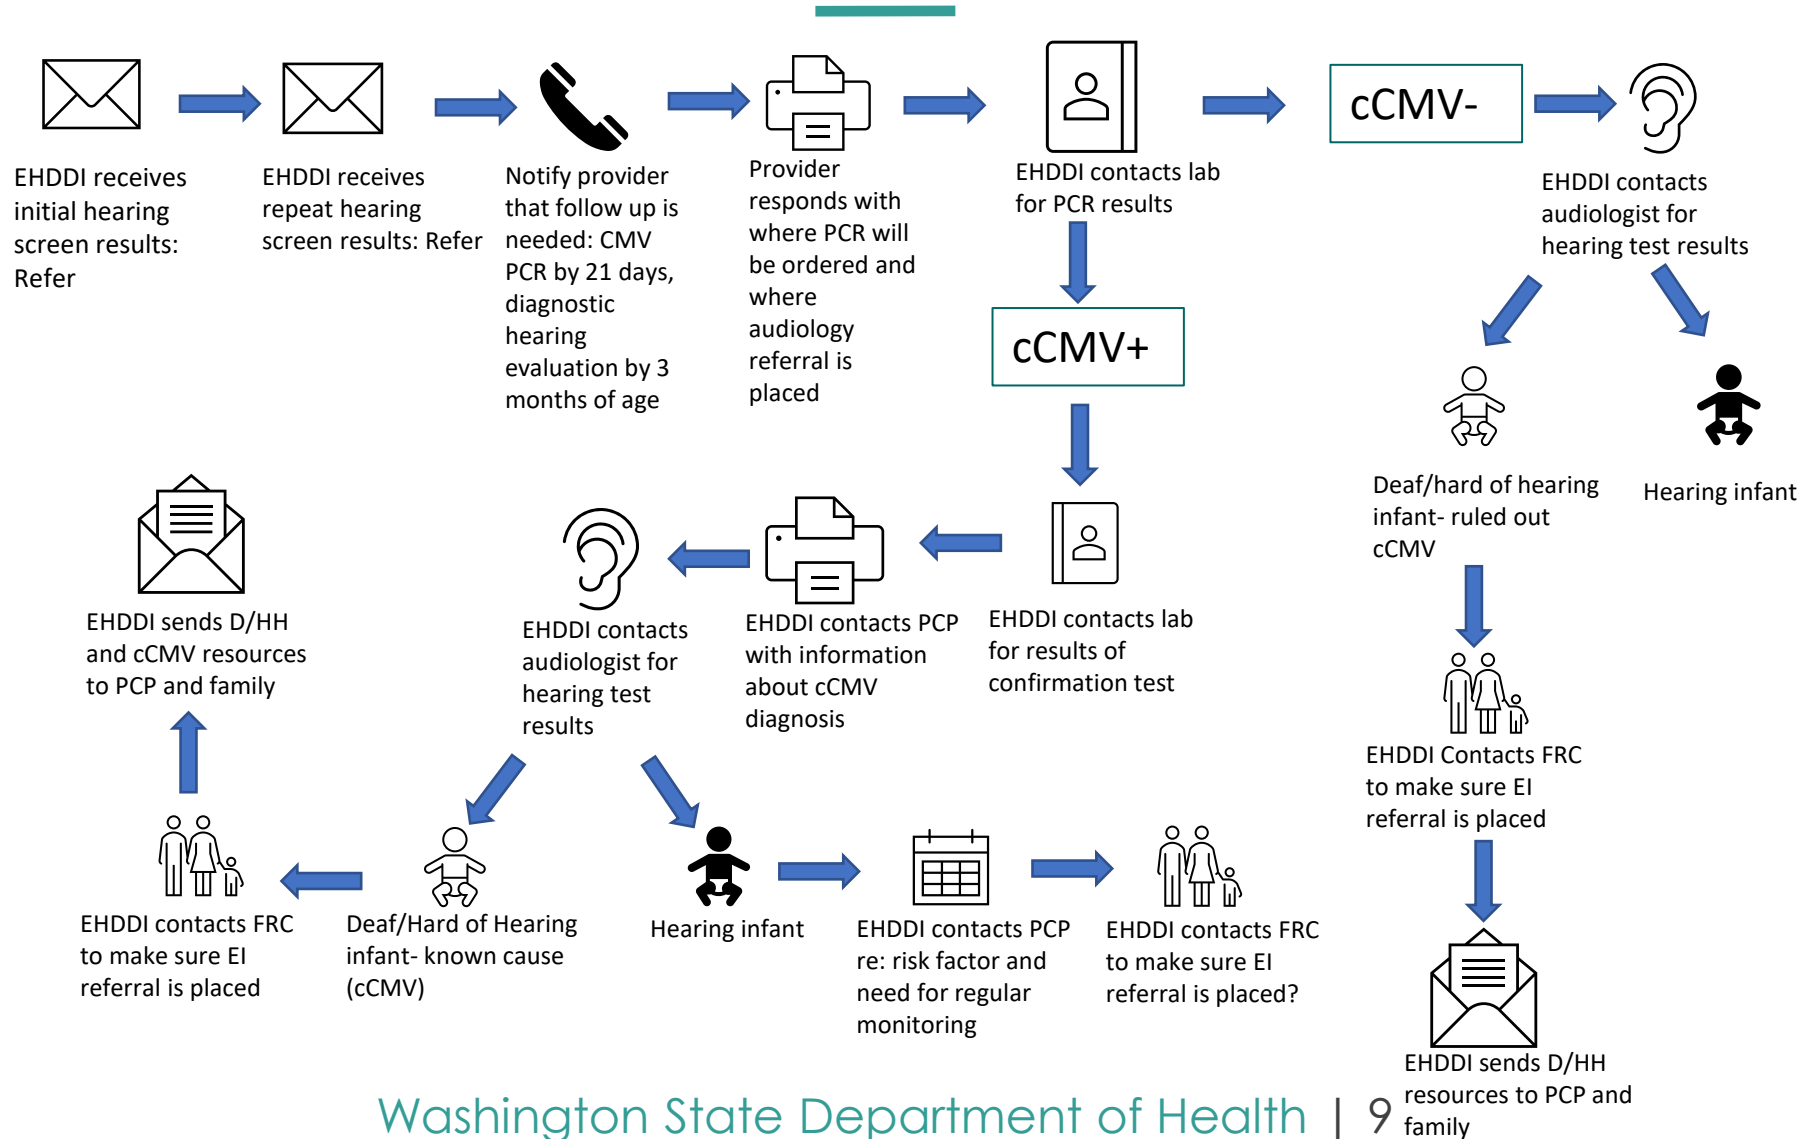 EHDDI receives
initial hearing
screen results:
Refer
EHDDI receives
repeat hearing
screen results: Refer
Notify provider
that follow up is
needed: CMV
PCR by 21 days,
diagnostic
hearing
evaluation by 3
months of age
Provider
responds with
where PCR will
be ordered and
where
audiology
referral is
placed
EHDDI contacts lab
for PCR results
cCMV-
EHDDI contacts
audiologist for
hearing test results
cCMV+
Deaf/hard of hearing
infant- ruled out
cCMV
Hearing infant
EHDDI Contacts FRC
to make sure EI
referral is placed
EHDDI sends D/HH
resources to PCP and
family
EHDDI contacts lab
for results of
confirmation test
EHDDI contacts PCP
with information
about cCMV
diagnosis
EHDDI contacts
audiologist for
hearing test
results
EHDDI sends D/HH
and cCMV resources
to PCP and family
EHDDI contacts FRC
to make sure EI
referral is placed
Deaf/Hard of Hearing
infant- known cause
(cCMV)
Hearing infant
EHDDI contacts PCP
re: risk factor and
need for regular
monitoring
EHDDI contacts FRC
to make sure EI
referral is placed?
Washington State Department of Health | 9